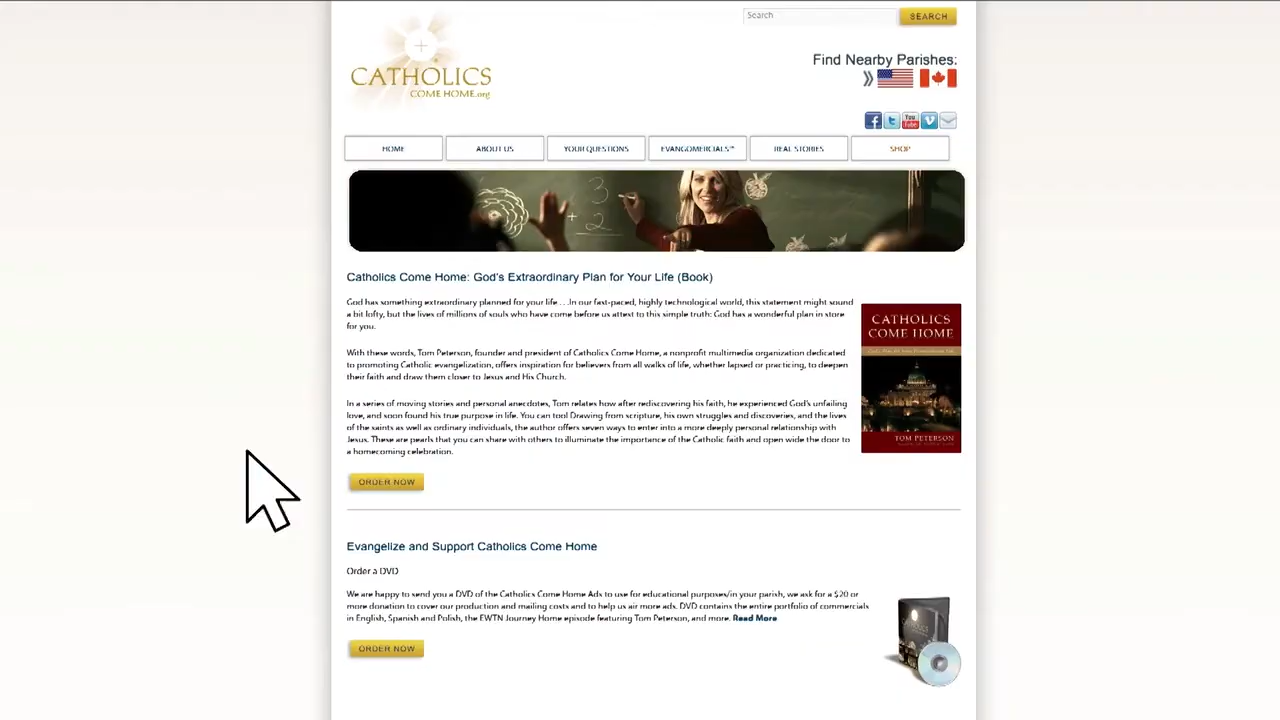 Search
SEARCH
CATHOLICS
COME HOME.org
Find Nearby Parishes:
HOME
ABOUT US
YOUR QUESTIONS
EVANGOMERCIALS™
REAL STORIES
SHOP
3
+ 2
Catholics Come Home: God's Extraordinary Plan for Your Life (Book)
God has something extraordinary planned for your life . . .In our fast-paced, highly technological world, this statement might sound
a bit lofty, but the lives of millions of souls who have come before us attest to this simple truth: God has a wonderful plan in store
for you.
With these words, Tom Peterson, founder and president of Catholics Come Home, a nonprofit multimedia organization dedicated
to promoting Catholic evangelization, offers inspiration for believers from all walks of life, whether lapsed or practicing, to deepen
their faith and draw them closer to Jesus and His Church.
In a series of moving stories and personal anecdotes, Tom relates how after rediscovering his faith, he experienced God's unfailing
love, and soon found his true purpose in life. You can tool Drawing from scripture, his own struggles and discoveries, and the lives
of the saints as well as ordinary individuals, the author offers seven ways to enter into a more deeply personal relationship with
Jesus. These are pearls that you can share with others to illuminate the importance of the Catholic faith and open wide the door to
a homecoming celebration.
CATHOLICS
COME HOME
TOM PETERSON
ORDER NOW
Evangelize and Support Catholics Come Home
Order a DVD
We are happy to send you a DVD of the Catholics Come Home Ads to use for educational purposes/in your parish, we ask for a $20 or
more donation to cover our production and mailing costs and to help us air more ads. DVD contains the entire portfolio of commercials
in English, Spanish and Polish, the EWTN Journey Home episode featuring Tom Peterson, and more. Read More
ORDER NOW